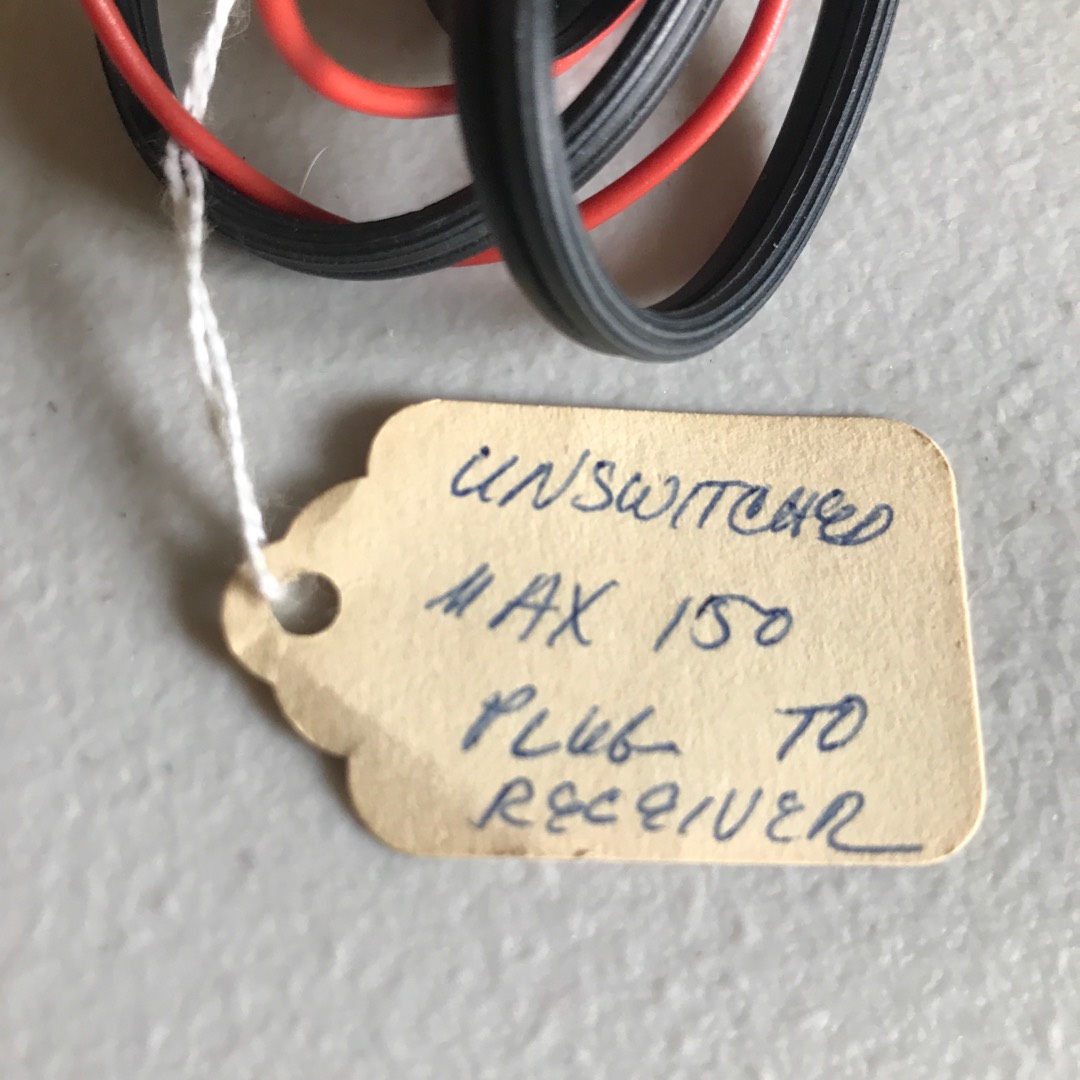 UNSWITCHED
MAX 150
PLUG TO
RECEIVER